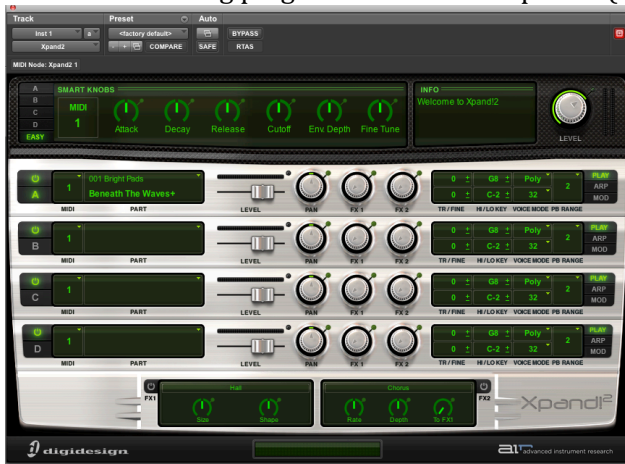 Track Preset Auto
Inst 1 a <factory default>
Xpand2 - + COMPARE SAFE BYPASS RTAS
MIDI Node: Xpand2 1
A B C D EASY
SMART KNOBS
MIDI 1
Attack Decay Release Cutoff Env. Depth Fine Tune
INFO
Welcome to Xpand!2
LEVEL
A 1 001 Bright Pads 0 ± G8 ± Poly 2 PLAY
Beneath The Waves+ 0 ± C-2 ± 32 ARP MOD
MIDI PART LEVEL PAN FX 1 FX 2 TR / FINE HI / LO KEY VOICE MODE PB RANGE
B 1 0 ± G8 ± Poly 2 PLAY
0 ± C-2 ± 32 ARP MOD
MIDI PART LEVEL PAN FX 1 FX 2 TR / FINE HI / LO KEY VOICE MODE PB RANGE
C 1 0 ± G8 ± Poly 2 PLAY
0 ± C-2 ± 32 ARP MOD
MIDI PART LEVEL PAN FX 1 FX 2 TR / FINE HI / LO KEY VOICE MODE PB RANGE
D 1 0 ± G8 ± Poly 2 PLAY
0 ± C-2 ± 32 ARP MOD
MIDI PART LEVEL PAN FX 1 FX 2 TR / FINE HI / LO KEY VOICE MODE PB RANGE
FX1 Hall Chorus FX2
Size Shape Rate Depth To FX1
Xpand!²
digidesign
air advanced instrument research